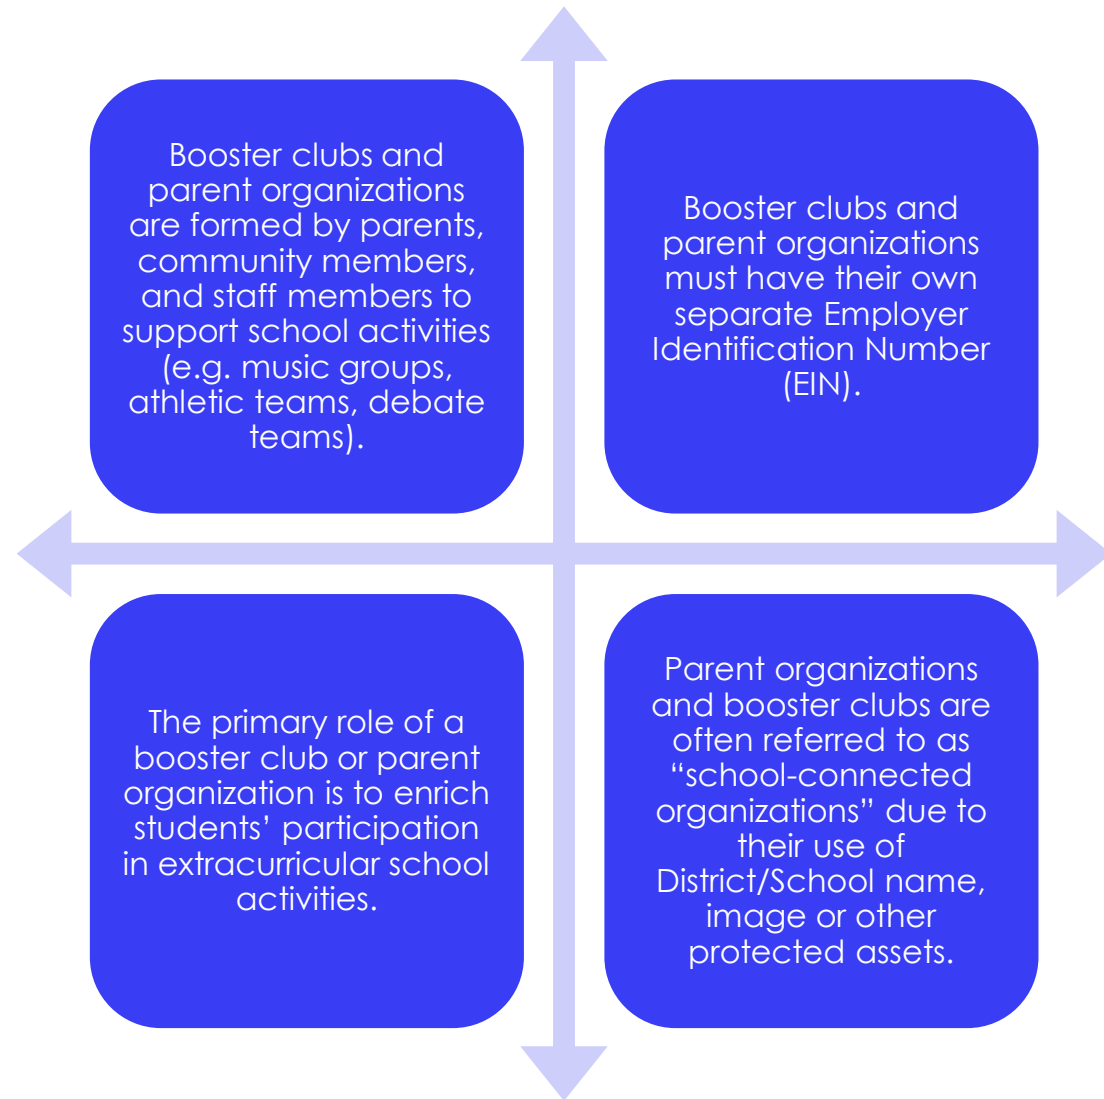 Booster clubs and
parent organizations
are formed by parents,
community members,
and staff members to
support school activities
(e.g. music groups,
athletic teams, debate
teams).
Booster clubs and
parent organizations
must have their own
separate Employer
Identification Number
(EIN).
The primary role of a
booster club or parent
organization is to enrich
students’ participation
in extracurricular school
activities.
Parent organizations
and booster clubs are
often referred to as
“school-connected
organizations” due to
their use of
District/School name,
image or other
protected assets.